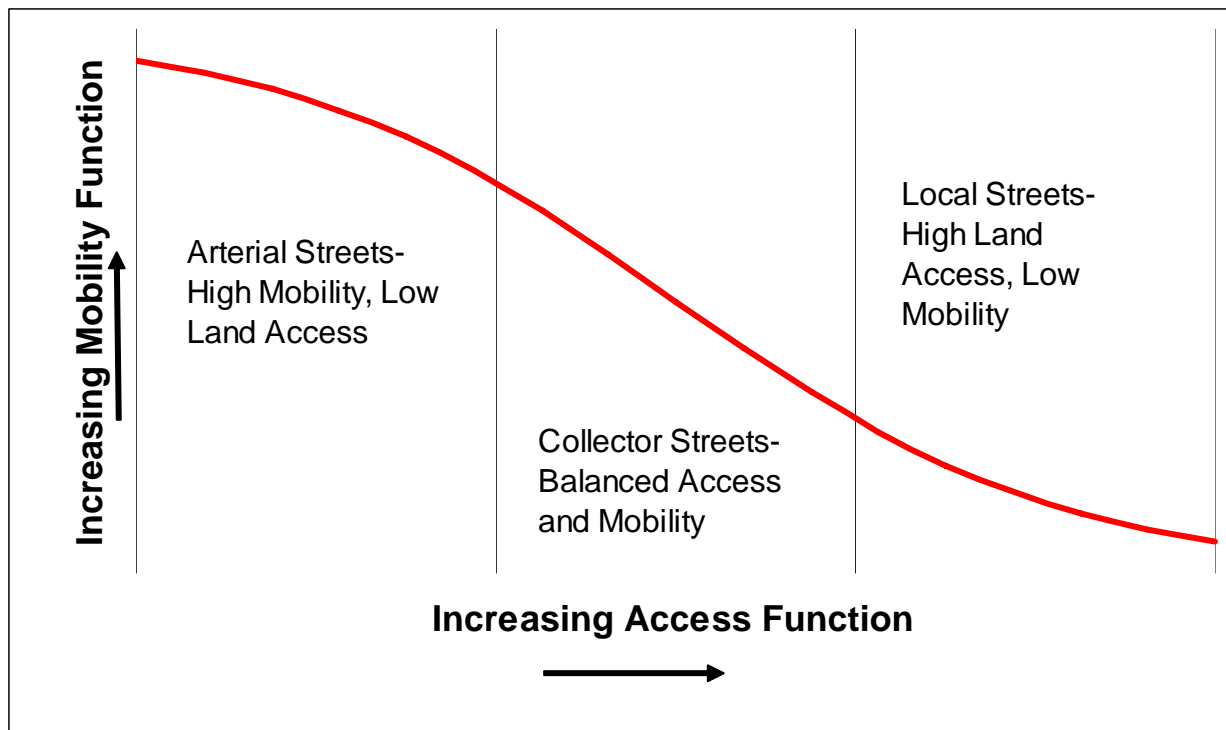 Increasing Mobility Function
Arterial Streets-
High Mobility, Low
Land Access
Collector Streets-
Balanced Access
and Mobility
Local Streets-
High Land
Access, Low
Mobility
Increasing Access Function